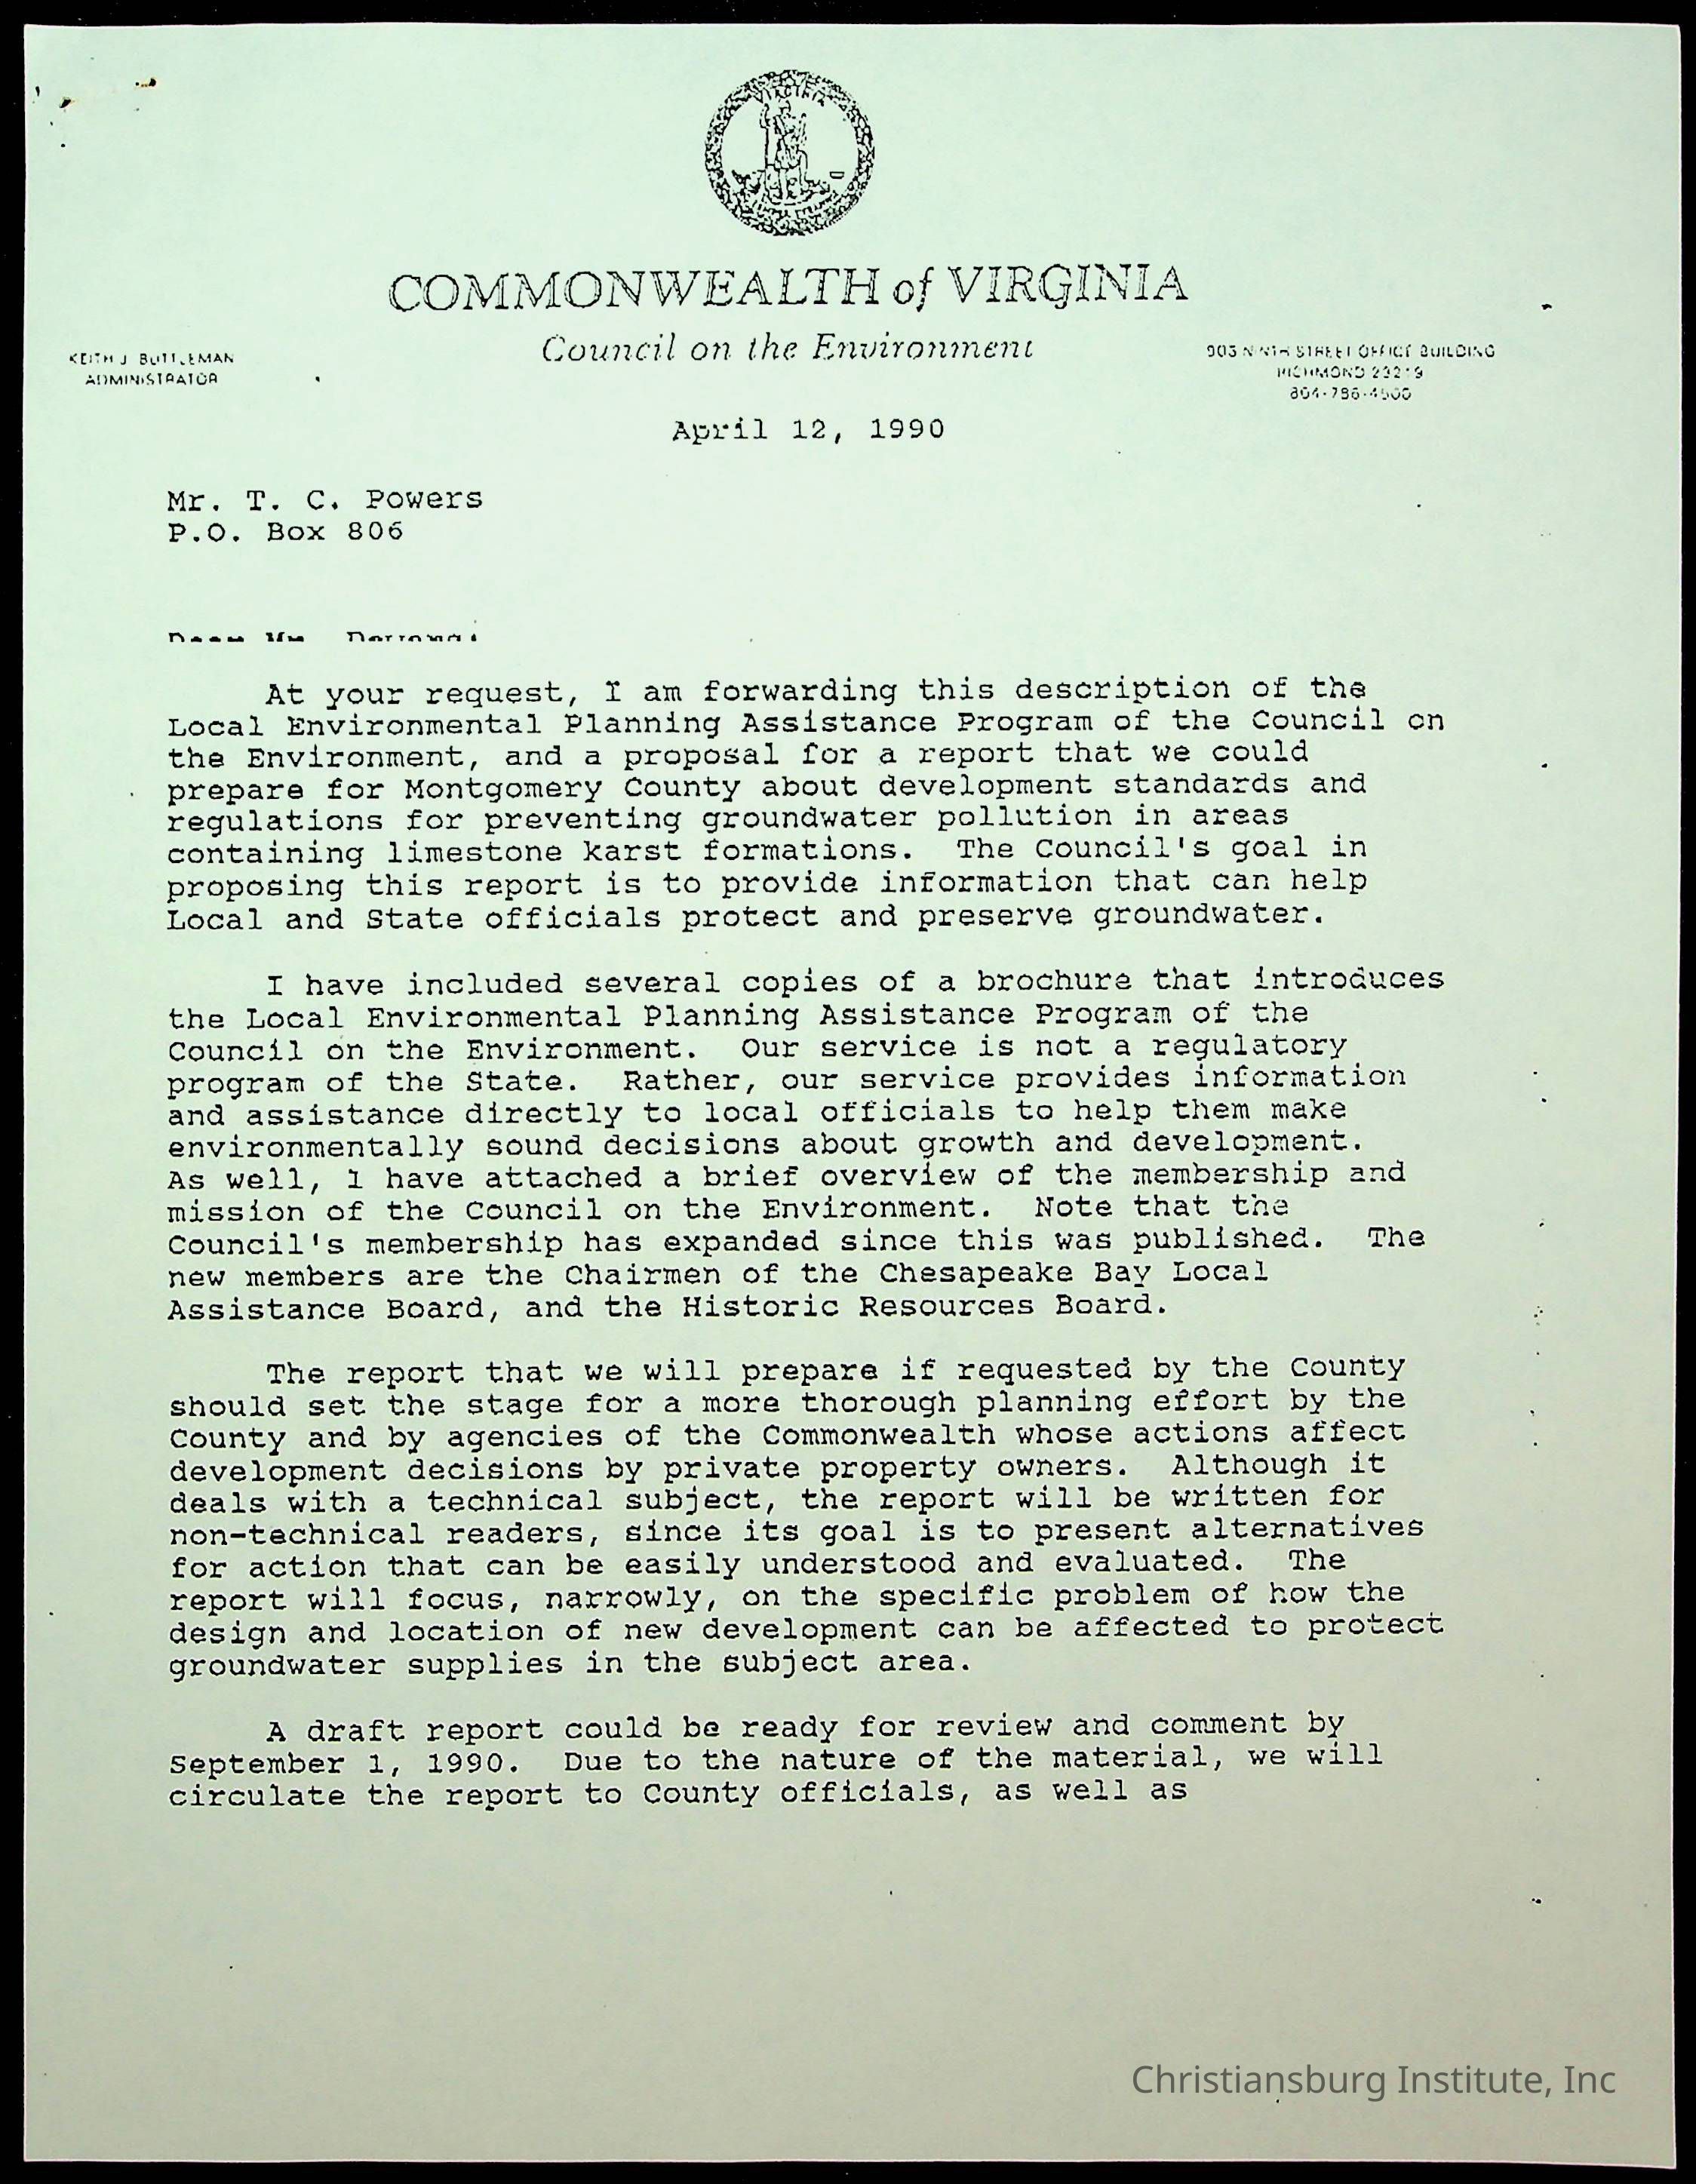 VIRGINIA
COMMONWEALTH of VIRGINIA
Council on the Environment
KEITH J. BUTTLEMAN
ADMINISTRATOR
903 NINTH STREET OFFICE BUILDING
RICHMOND 23219
804-786-4500
April 12, 1990
Mr. T. C. Powers
P.O. Box 806
At your request, I am forwarding this description of the
Local Environmental Planning Assistance Program of the Council on
the Environment, and a proposal for a report that we could
prepare for Montgomery County about development standards and
regulations for preventing groundwater pollution in areas
containing limestone karst formations. The Council's goal in
proposing this report is to provide information that can help
Local and State officials protect and preserve groundwater.
I have included several copies of a brochure that introduces
the Local Environmental Planning Assistance Program of the
Council on the Environment. Our service is not a regulatory
program of the State. Rather, our service provides information
and assistance directly to local officials to help them make
environmentally sound decisions about growth and development.
As well, I have attached a brief overview of the membership and
mission of the Council on the Environment. Note that the
Council's membership has expanded since this was published. The
new members are the Chairmen of the Chesapeake Bay Local
Assistance Board, and the Historic Resources Board.
The report that we will prepare if requested by the County
should set the stage for a more thorough planning effort by the
County and by agencies of the Commonwealth whose actions affect
development decisions by private property owners. Although it
deals with a technical subject, the report will be written for
non-technical readers, since its goal is to present alternatives
for action that can be easily understood and evaluated. The
report will focus, narrowly, on the specific problem of how the
design and location of new development can be affected to protect
groundwater supplies in the subject area.
A draft report could be ready for review and comment by
September 1, 1990. Due to the nature of the material, we will
circulate the report to County officials, as well as
Christiansburg Institute, Inc